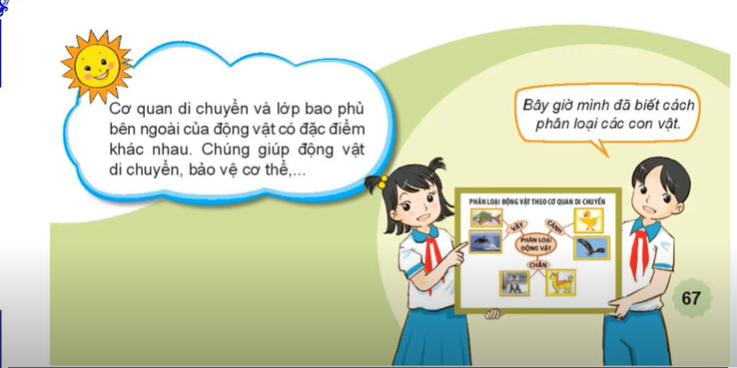 Cơ quan di chuyển và lớp bao phủ
bên ngoài của động vật có đặc điểm
khác nhau. Chúng giúp động vật
di chuyển, bảo vệ cơ thể,...
Bây giờ mình đã biết cách
phân loại các con vật.
PHÂN LOẠI ĐỘNG VẬT THEO CƠ QUAN DI CHUYỂN
VÂY
CÁNH
PHÂN LOẠI
ĐỘNG VẬT
CHÂN
67